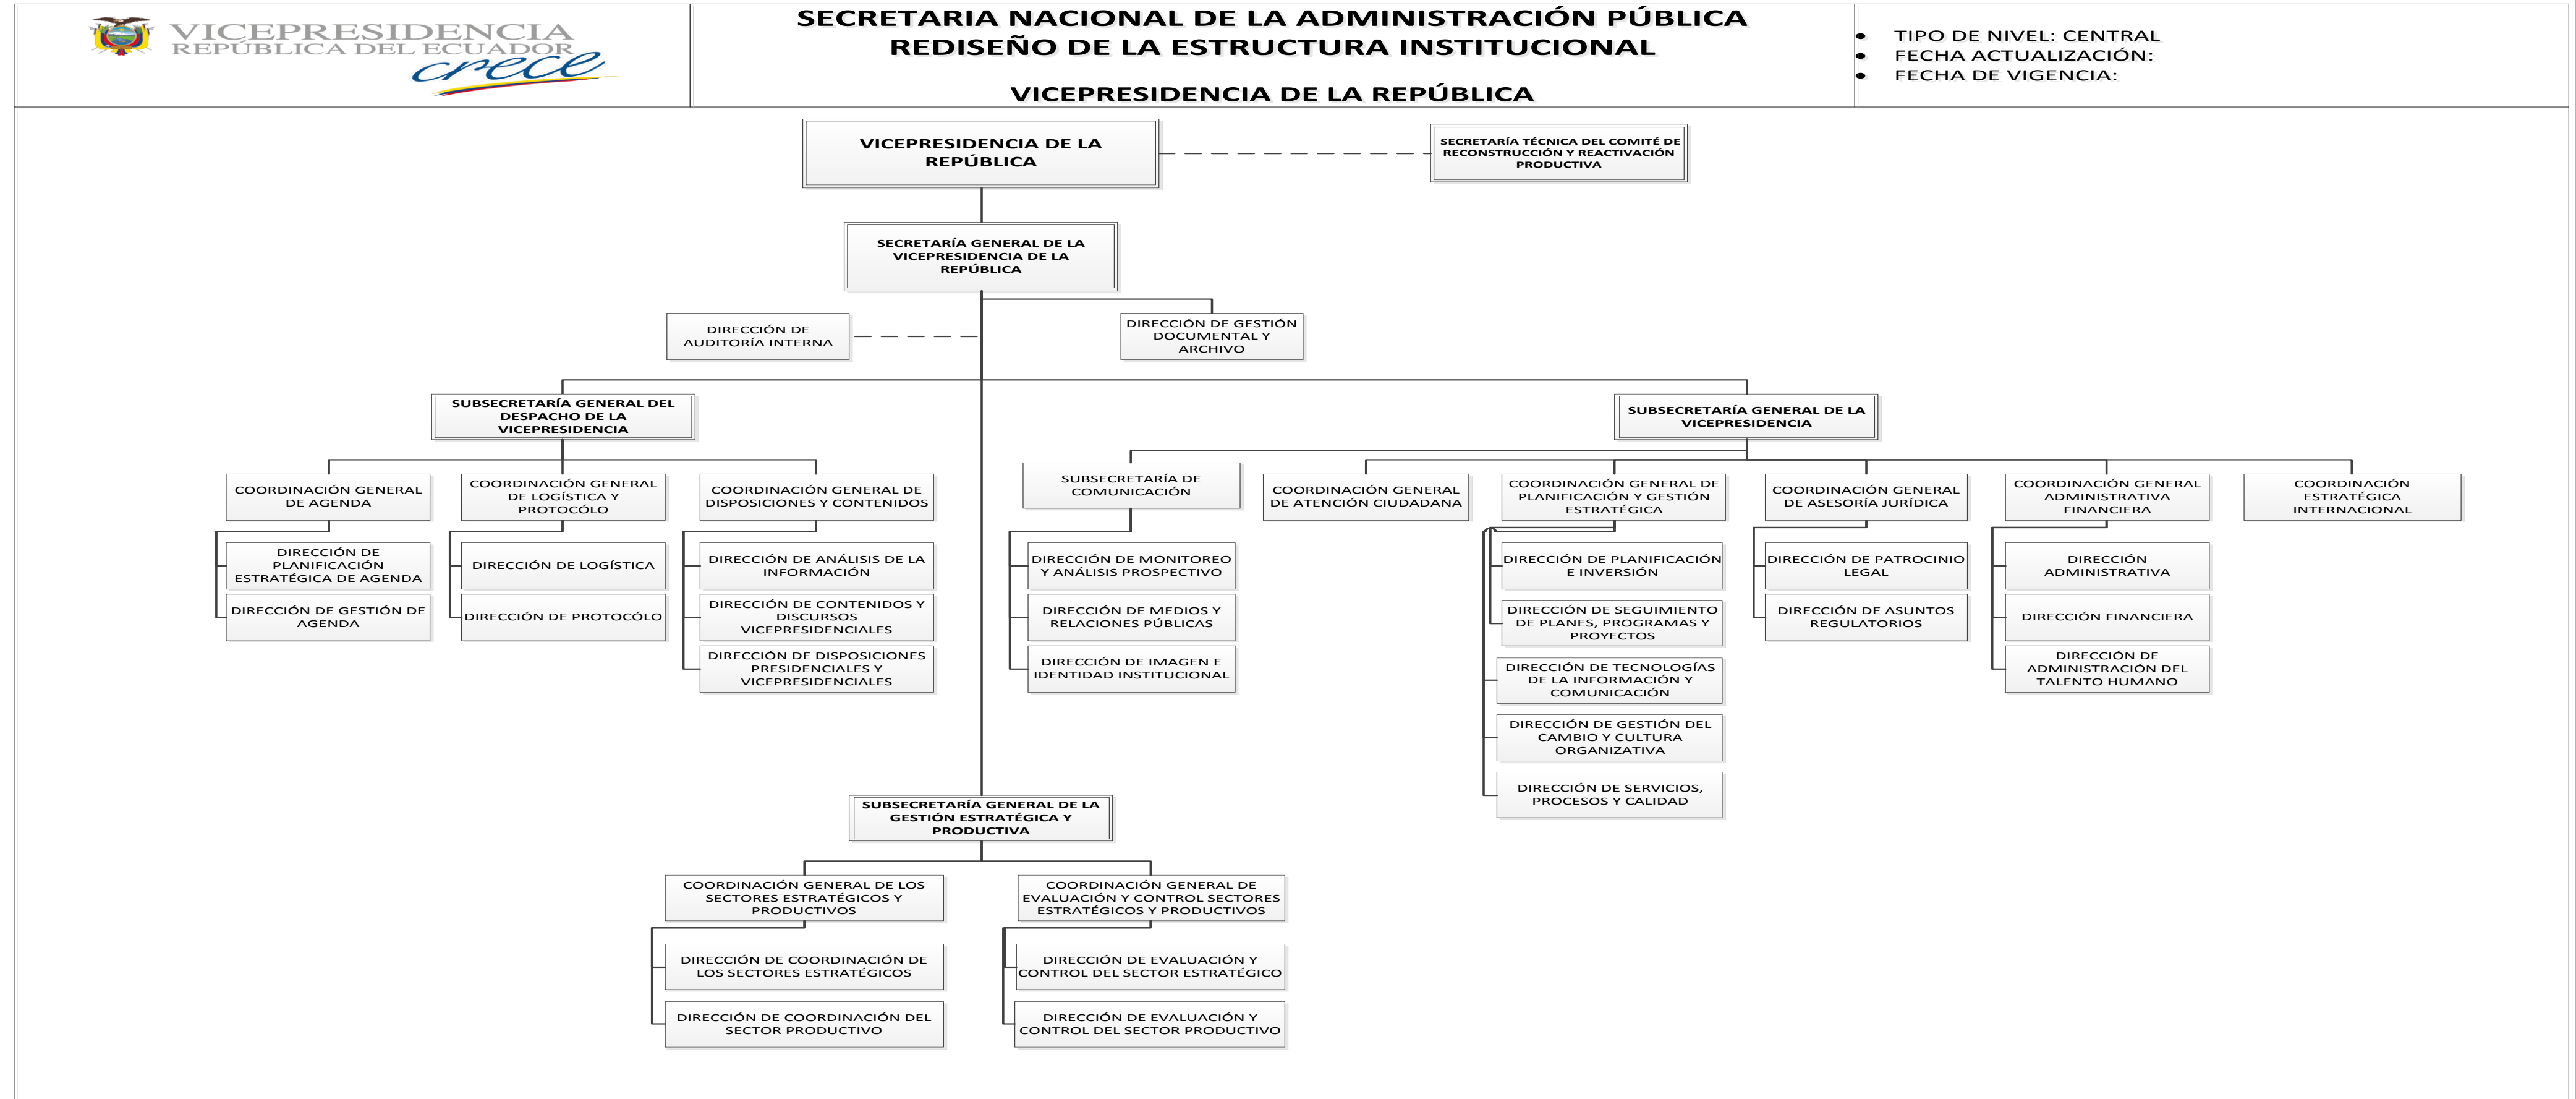 VICEPRESIDENCIA
REPÚBLICA DEL ECUADOR
crece
SECRETARIA NACIONAL DE LA ADMINISTRACIÓN PÚBLICA
REDISEÑO DE LA ESTRUCTURA INSTITUCIONAL
VICEPRESIDENCIA DE LA REPÚBLICA
• TIPO DE NIVEL: CENTRAL
• FECHA ACTUALIZACIÓN:
• FECHA DE VIGENCIA:
VICEPRESIDENCIA DE LA
REPÚBLICA
SECRETARÍA TÉCNICA DEL COMITÉ DE
RECONSTRUCCIÓN Y REACTIVACIÓN
PRODUCTIVA
SECRETARÍA GENERAL DE LA
VICEPRESIDENCIA DE LA
REPÚBLICA
DIRECCIÓN DE
AUDITORÍA INTERNA
DIRECCIÓN DE GESTIÓN
DOCUMENTAL Y
ARCHIVO
SUBSECRETARÍA GENERAL DEL
DESPACHO DE LA
VICEPRESIDENCIA
SUBSECRETARÍA GENERAL DE LA
VICEPRESIDENCIA
COORDINACIÓN GENERAL
DE AGENDA
COORDINACIÓN GENERAL
DE LOGÍSTICA Y
PROTOCÓLO
COORDINACIÓN GENERAL DE
DISPOSICIONES Y CONTENIDOS
SUBSECRETARÍA DE
COMUNICACIÓN
COORDINACIÓN GENERAL
DE ATENCIÓN CIUDADANA
COORDINACIÓN GENERAL DE
PLANIFICACIÓN Y GESTIÓN
ESTRATÉGICA
COORDINACIÓN GENERAL
DE ASESORÍA JURÍDICA
COORDINACIÓN GENERAL
ADMINISTRATIVA
FINANCIERA
COORDINACIÓN
ESTRATÉGICA
INTERNACIONAL
DIRECCIÓN DE
PLANIFICACIÓN
ESTRATÉGICA DE AGENDA
DIRECCIÓN DE GESTIÓN DE
AGENDA
DIRECCIÓN DE LOGÍSTICA
DIRECCIÓN DE PROTOCÓLO
DIRECCIÓN DE ANÁLISIS DE LA
INFORMACIÓN
DIRECCIÓN DE CONTENIDOS Y
DISCURSOS
VICEPRESIDENCIALES
DIRECCIÓN DE DISPOSICIONES
PRESIDENCIALES Y
VICEPRESIDENCIALES
DIRECCIÓN DE MONITOREO
Y ANÁLISIS PROSPECTIVO
DIRECCIÓN DE MEDIOS Y
RELACIONES PÚBLICAS
DIRECCIÓN DE IMAGEN E
IDENTIDAD INSTITUCIONAL
DIRECCIÓN DE PLANIFICACIÓN
E INVERSIÓN
DIRECCIÓN DE SEGUIMIENTO
DE PLANES, PROGRAMAS Y
PROYECTOS
DIRECCIÓN DE TECNOLOGÍAS
DE LA INFORMACIÓN Y
COMUNICACIÓN
DIRECCIÓN DE GESTIÓN DEL
CAMBIO Y CULTURA
ORGANIZATIVA
DIRECCIÓN DE SERVICIOS,
PROCESOS Y CALIDAD
DIRECCIÓN DE PATROCINIO
LEGAL
DIRECCIÓN DE ASUNTOS
REGULATORIOS
DIRECCIÓN
ADMINISTRATIVA
DIRECCIÓN FINANCIERA
DIRECCIÓN DE
ADMINISTRACIÓN DEL
TALENTO HUMANO
SUBSECRETARÍA GENERAL DE LA
GESTIÓN ESTRATÉGICA Y
PRODUCTIVA
COORDINACIÓN GENERAL DE LOS
SECTORES ESTRATÉGICOS Y
PRODUCTIVOS
COORDINACIÓN GENERAL DE
EVALUACIÓN Y CONTROL SECTORES
ESTRATÉGICOS Y PRODUCTIVOS
DIRECCIÓN DE COORDINACIÓN DE
LOS SECTORES ESTRATÉGICOS
DIRECCIÓN DE COORDINACIÓN DEL
SECTOR PRODUCTIVO
DIRECCIÓN DE EVALUACIÓN Y
CONTROL DEL SECTOR ESTRATÉGICO
DIRECCIÓN DE EVALUACIÓN Y
CONTROL DEL SECTOR PRODUCTIVO